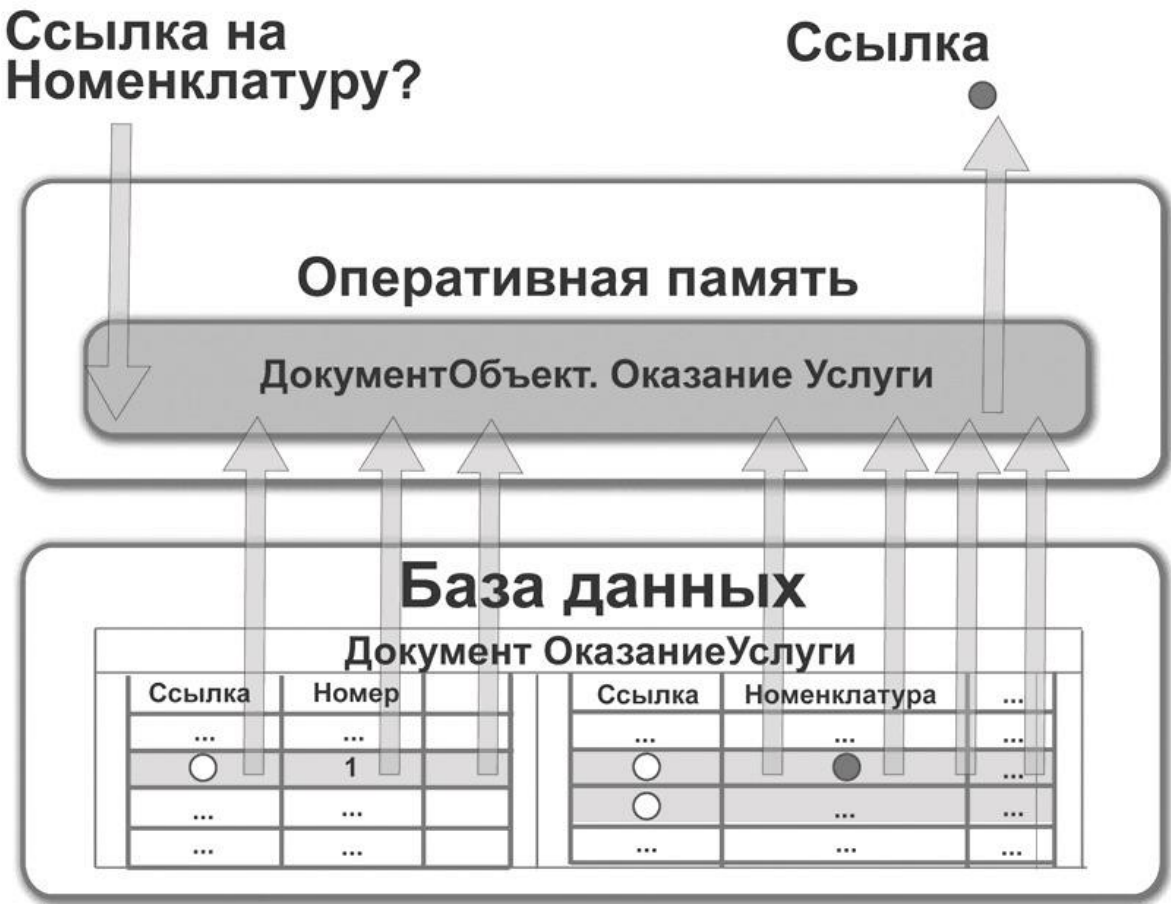 Ссылка на
Номенклатуру?
Ссылка
Оперативная память
ДокументОбъект. Оказание Услуги
База данных
Документ ОказаниеУслуги
Ссылка Номер Ссылка Номенклатура ...
... ... ... ... ...
1 ...
... ... ... ...
... ... ... ... ...